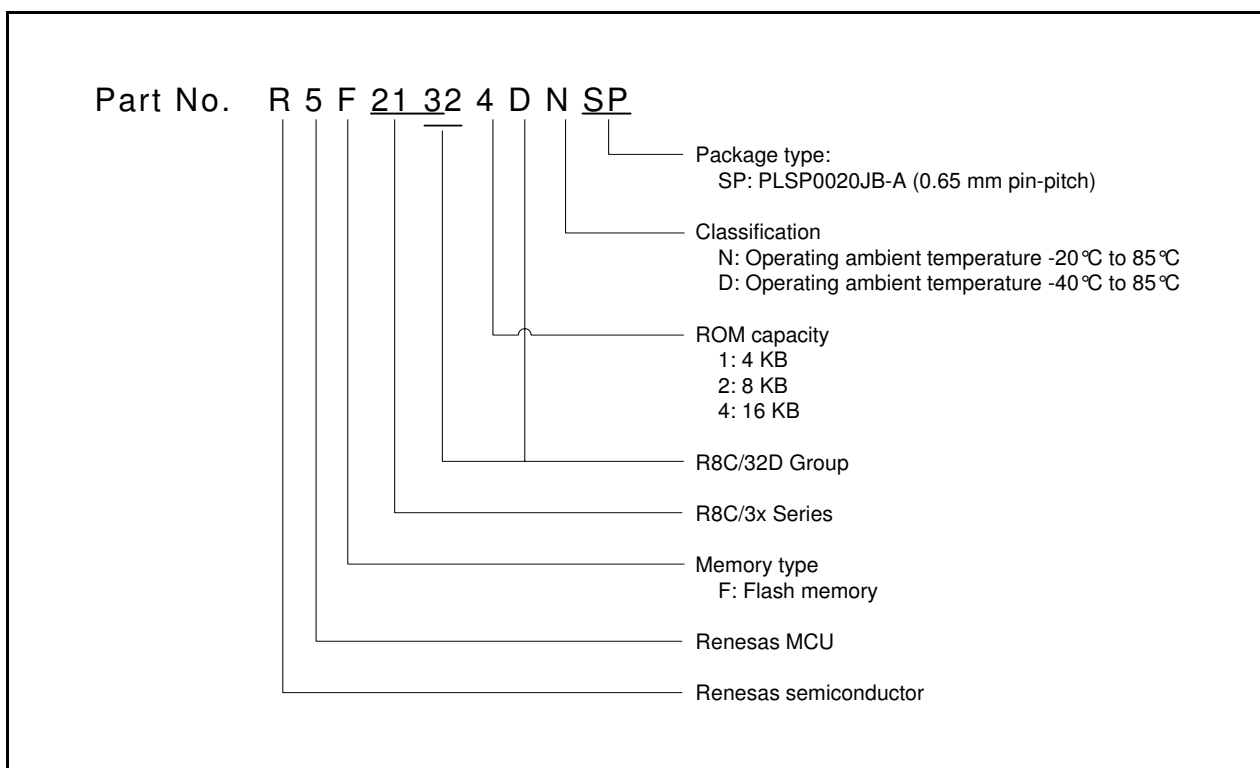 Part No. R 5 F 21 32 4 D N SP
Package type:
SP: PLSP0020JB-A (0.65 mm pin-pitch)
Classification
N: Operating ambient temperature -20°C to 85°C
D: Operating ambient temperature -40°C to 85°C
ROM capacity
1: 4 KB
2: 8 KB
4: 16 KB
R8C/32D Group
R8C/3x Series
Memory type
F: Flash memory
Renesas MCU
Renesas semiconductor